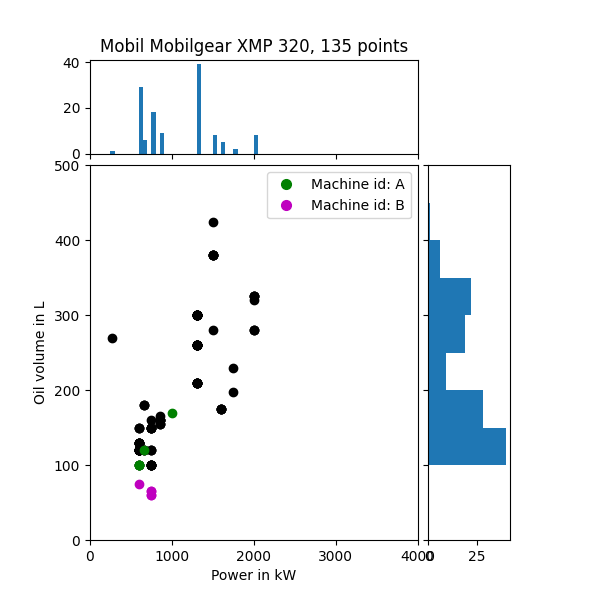 Mobil Mobilgear XMP 320, 135 points
40
20
0
500
400
300
200
100
0
Machine id: A
Machine id: B
Oil volume in L
0 1000 2000 3000 4000
0 25
Power in kW